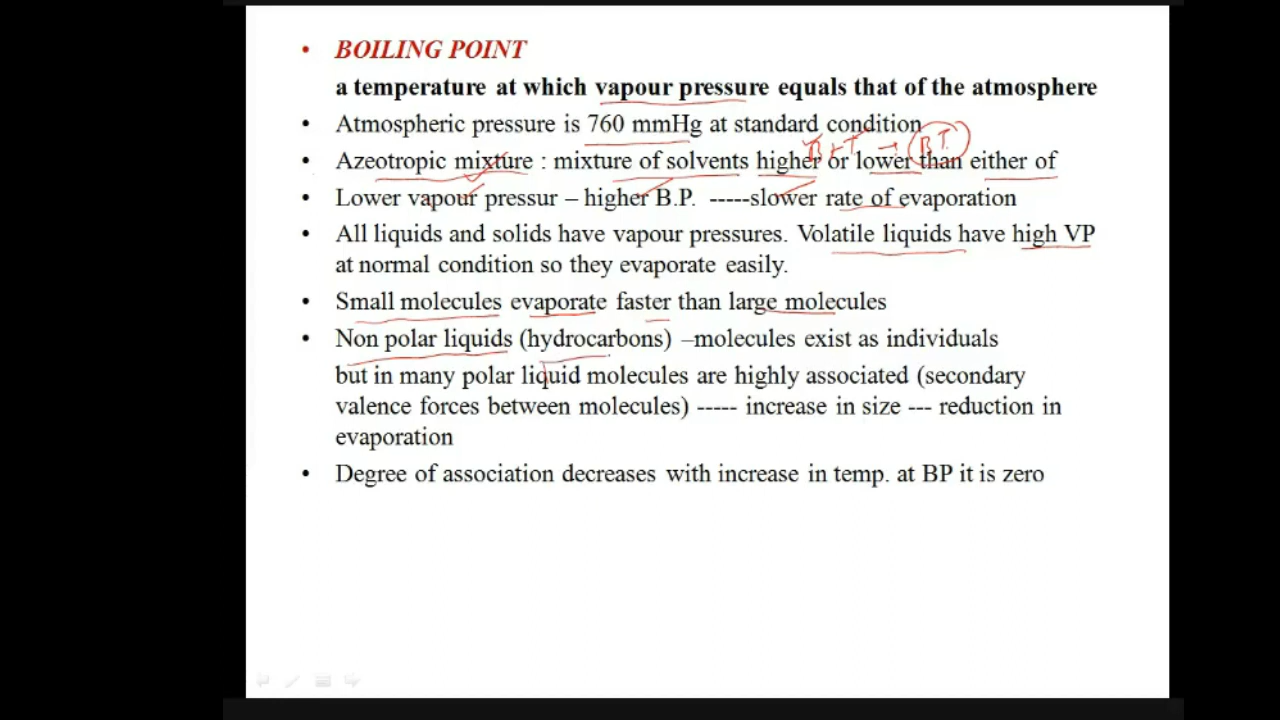 • BOILING POINT
a temperature at which vapour pressure equals that of the atmosphere
• Atmospheric pressure is 760 mmHg at standard condition
B + T → BT
• Azeotropic mixture : mixture of solvents higher or lower than either of
• Lower vapour pressur – higher B.P. -----slower rate of evaporation
• All liquids and solids have vapour pressures. Volatile liquids have high VP
at normal condition so they evaporate easily.
• Small molecules evaporate faster than large molecules
• Non polar liquids (hydrocarbons) –molecules exist as individuals
but in many polar liquid molecules are highly associated (secondary
valence forces between molecules) ----- increase in size --- reduction in
evaporation
• Degree of association decreases with increase in temp. at BP it is zero